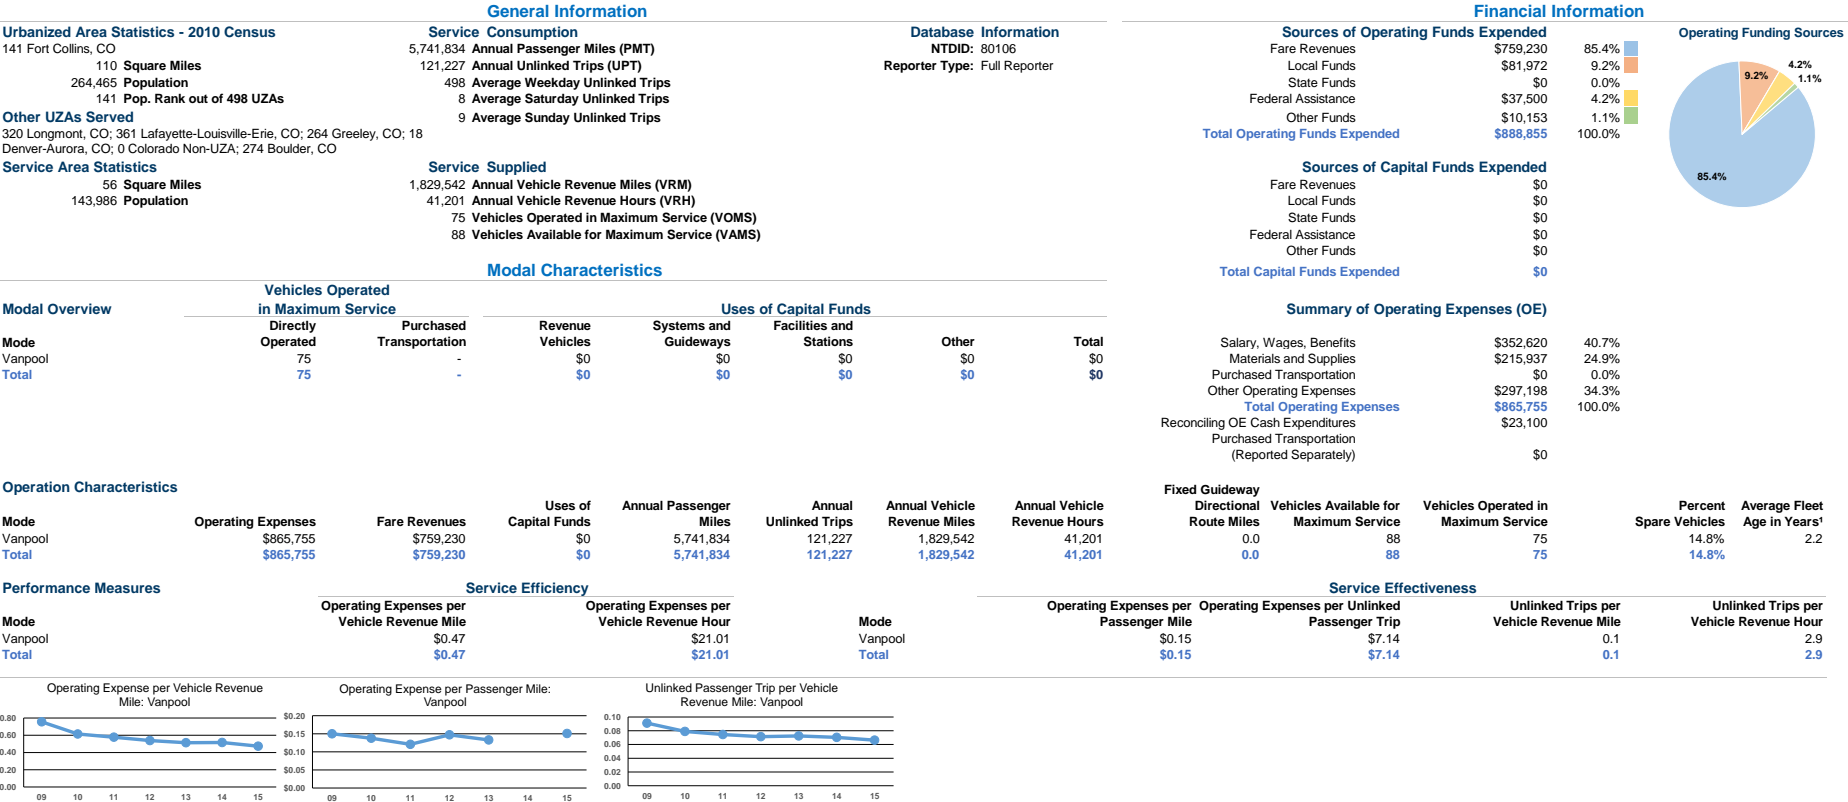 General Information
Urbanized Area Statistics - 2010 Census
141 Fort Collins, CO
110 Square Miles
264,465 Population
141 Pop. Rank out of 498 UZAs
Other UZAs Served
320 Longmont, CO; 361 Lafayette-Louisville-Erie, CO; 264 Greeley, CO; 18
Denver-Aurora, CO; 0 Colorado Non-UZA; 274 Boulder, CO
Service Area Statistics
56 Square Miles
143,986 Population
Service Consumption
5,741,834 Annual Passenger Miles (PMT)
121,227 Annual Unlinked Trips (UPT)
498 Average Weekday Unlinked Trips
8 Average Saturday Unlinked Trips
9 Average Sunday Unlinked Trips
Service Supplied
1,829,542 Annual Vehicle Revenue Miles (VRM)
41,201 Annual Vehicle Revenue Hours (VRH)
75 Vehicles Operated in Maximum Service (VOMS)
88 Vehicles Available for Maximum Service (VAMS)
Database Information
NTDID: 80106
Reporter Type: Full Reporter
Financial Information
Sources of Operating Funds Expended
Fare Revenues $759,230 85.4%
Local Funds $81,972 9.2%
State Funds $0 0.0%
Federal Assistance $37,500 4.2%
Other Funds $10,153 1.1%
Total Operating Funds Expended $888,855 100.0%
Sources of Capital Funds Expended
Fare Revenues $0
Local Funds $0
State Funds $0
Federal Assistance $0
Other Funds $0
Total Capital Funds Expended $0
Operating Funding Sources
4.2%
9.2%
1.1%
85.4%
Modal Characteristics
Vehicles Operated
Modal Overview in Maximum Service Uses of Capital Funds
Directly Purchased Revenue Systems and Facilities and
Mode Operated Transportation Vehicles Guideways Stations Other Total
Vanpool 75 - $0 $0 $0 $0 $0
Total 75 - $0 $0 $0 $0 $0
Summary of Operating Expenses (OE)
Salary, Wages, Benefits $352,620 40.7%
Materials and Supplies $215,937 24.9%
Purchased Transportation $0 0.0%
Other Operating Expenses $297,198 34.3%
Total Operating Expenses $865,755 100.0%
Reconciling OE Cash Expenditures $23,100
Purchased Transportation
(Reported Separately) $0
Operation Characteristics
Fixed Guideway
Uses of Annual Passenger Annual Annual Vehicle Annual Vehicle Directional Vehicles Available for Vehicles Operated in Percent Average Fleet
Mode Operating Expenses Fare Revenues Capital Funds Miles Unlinked Trips Revenue Miles Revenue Hours Route Miles Maximum Service Maximum Service Spare Vehicles Age in Years¹
Vanpool $865,755 $759,230 $0 5,741,834 121,227 1,829,542 41,201 0.0 88 75 14.8% 2.2
Total $865,755 $759,230 $0 5,741,834 121,227 1,829,542 41,201 0.0 88 75 14.8%
Performance Measures Service Efficiency Service Effectiveness
Operating Expenses per Operating Expenses per Operating Expenses per Operating Expenses per Unlinked Unlinked Trips per Unlinked Trips per
Mode Vehicle Revenue Mile Vehicle Revenue Hour Mode Passenger Mile Passenger Trip Vehicle Revenue Mile Vehicle Revenue Hour
Vanpool $0.47 $21.01 Vanpool $0.15 $7.14 0.1 2.9
Total $0.47 $21.01 Total $0.15 $7.14 0.1 2.9
Operating Expense per Vehicle Revenue
Mile: Vanpool
0.80
0.60
0.40
0.20
0.00
09 10 11 12 13 14 15
Operating Expense per Passenger Mile:
Vanpool
$0.20
$0.15
$0.10
$0.05
$0.00
09 10 11 12 13 14 15
Unlinked Passenger Trip per Vehicle
Revenue Mile: Vanpool
0.10
0.08
0.06
0.04
0.02
0.00
09 10 11 12 13 14 15